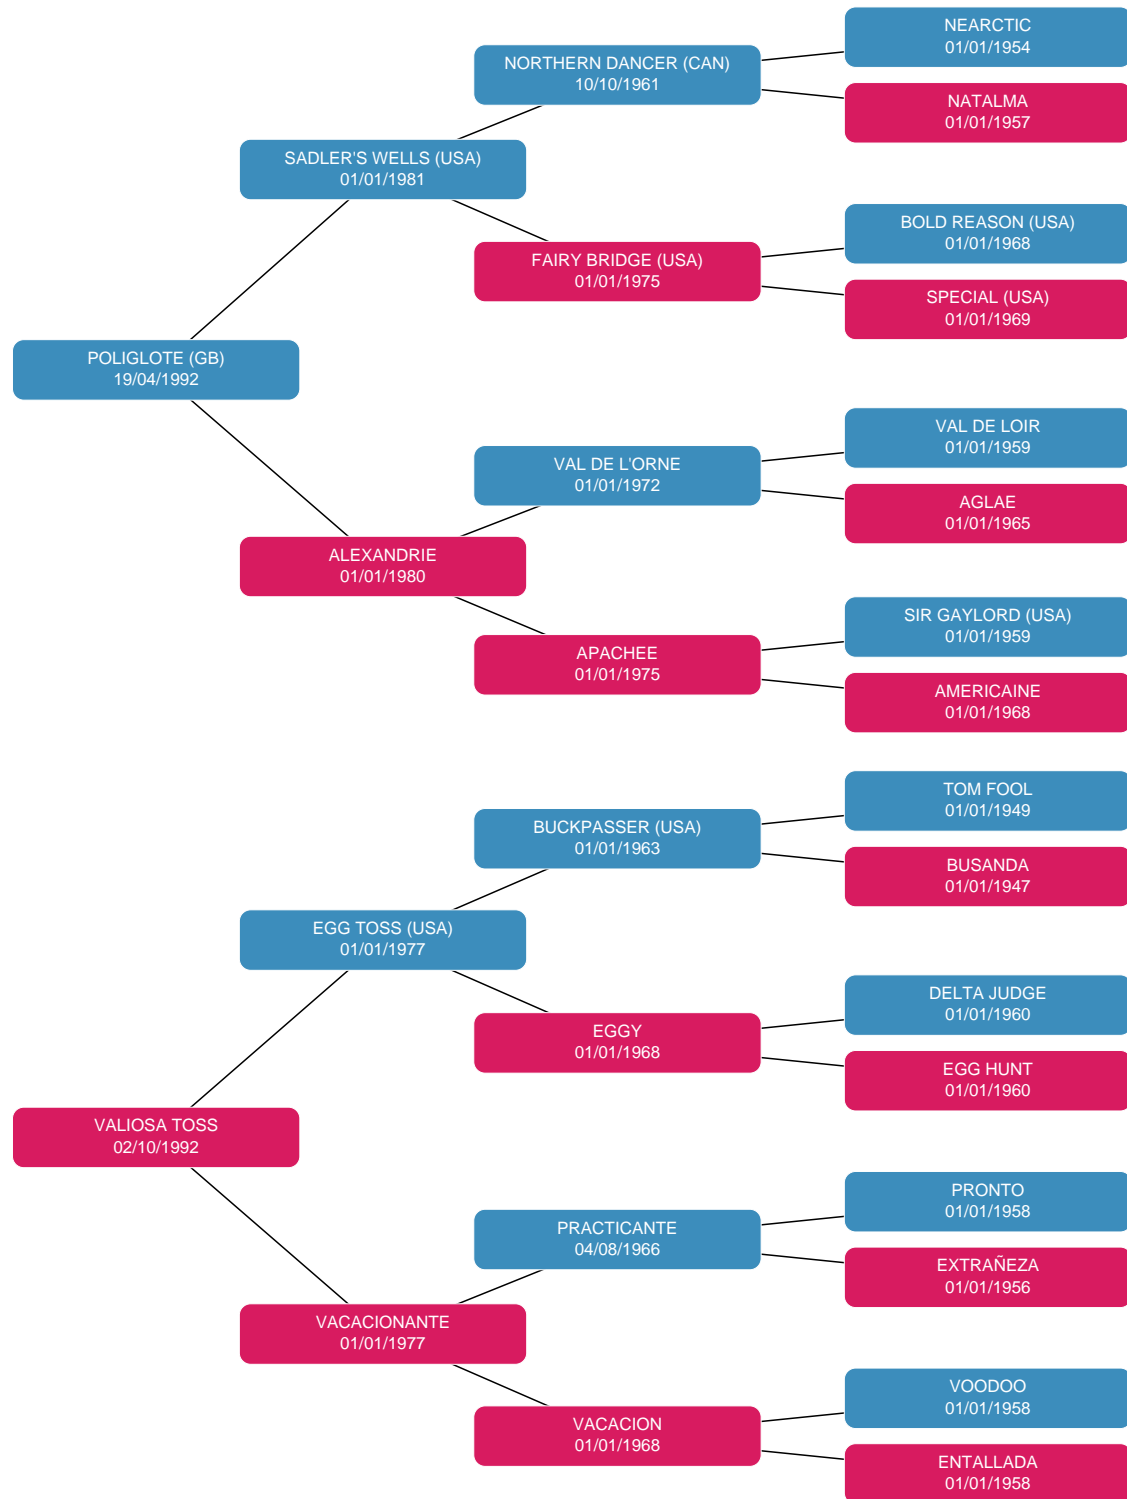 NEARCTIC
01/01/1954
NORTHERN DANCER (CAN)
10/10/1961
NATALMA
01/01/1957
SADLER'S WELLS (USA)
01/01/1981
BOLD REASON (USA)
01/01/1968
FAIRY BRIDGE (USA)
01/01/1975
SPECIAL (USA)
01/01/1969
POLIGLOTE (GB)
19/04/1992
VAL DE LOIR
01/01/1959
VAL DE L'ORNE
01/01/1972
AGLAE
01/01/1965
ALEXANDRIE
01/01/1980
SIR GAYLORD (USA)
01/01/1959
APACHEE
01/01/1975
AMERICAINE
01/01/1968
TOM FOOL
01/01/1949
BUCKPASSER (USA)
01/01/1963
BUSANDA
01/01/1947
EGG TOSS (USA)
01/01/1977
DELTA JUDGE
01/01/1960
EGGY
01/01/1968
EGG HUNT
01/01/1960
VALIOSA TOSS
02/10/1992
PRONTO
01/01/1958
PRACTICANTE
04/08/1966
EXTRAÑEZA
01/01/1956
VACACIONANTE
01/01/1977
VOODOO
01/01/1958
VACACION
01/01/1968
ENTALLADA
01/01/1958